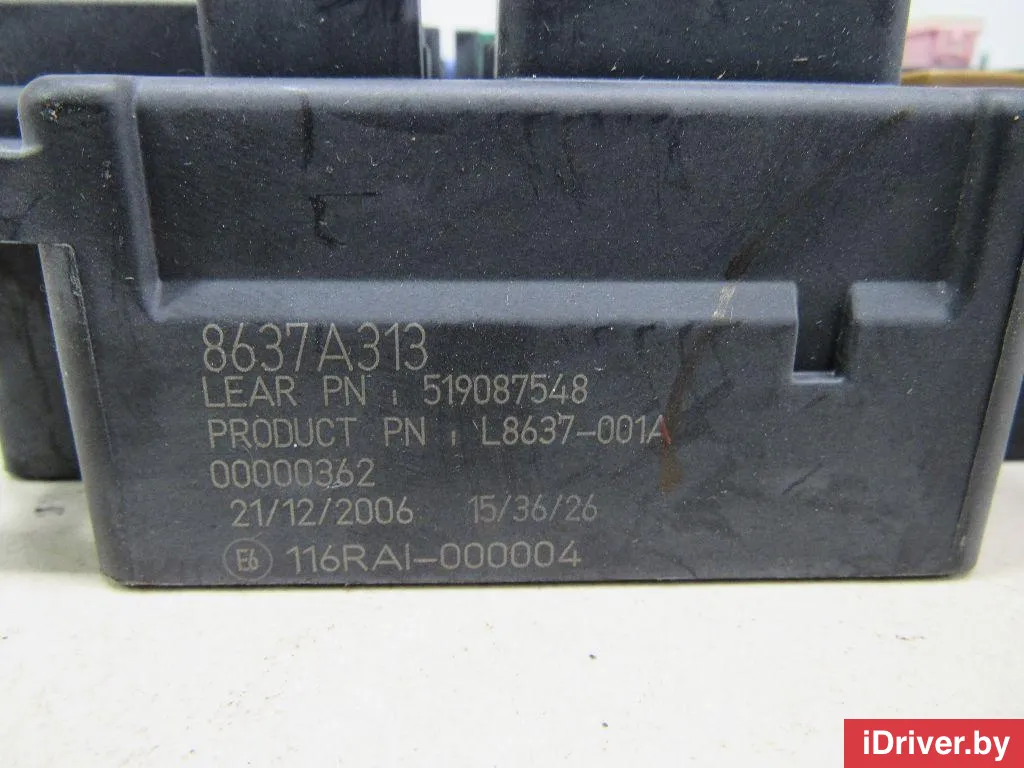 8637A313
LEAR PN : 519087548
PRODUCT PN : L8637-001A
00000362
21/12/2006 15/36/26
E6 116RAI-000004
iDriver.by